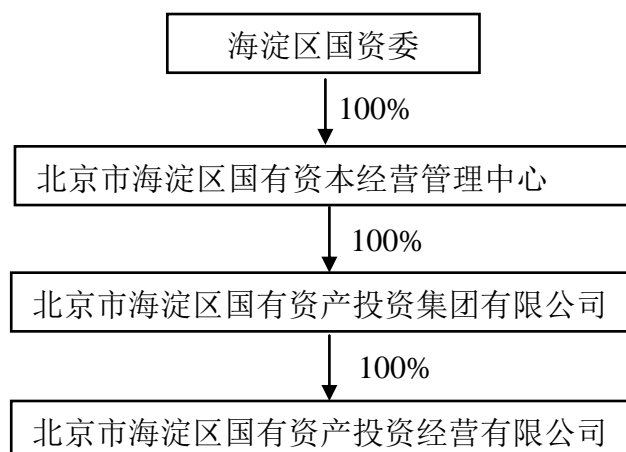 海淀区国资委
100%
北京市海淀区国有资本经营管理中心
100%
北京市海淀区国有资产投资集团有限公司
100%
北京市海淀区国有资产投资经营有限公司